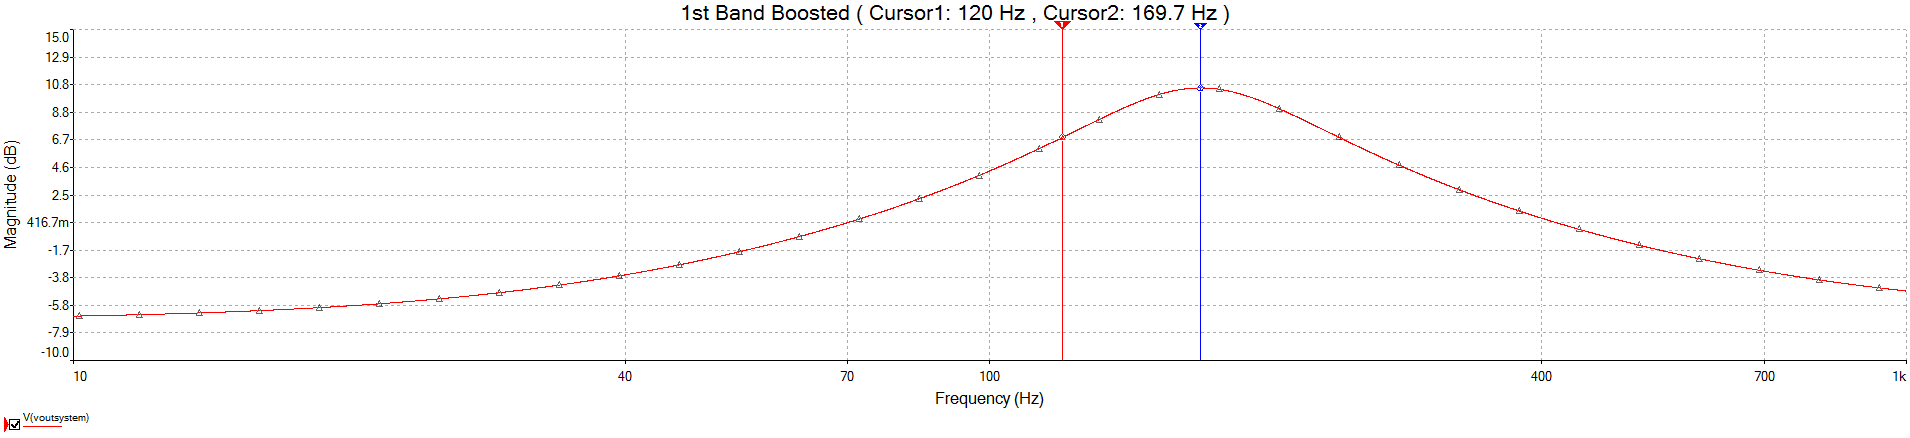 1st Band Boosted ( Cursor1: 120 Hz , Cursor2: 169.7 Hz )
1 2
15.0
12.9
10.8
8.8
6.7
4.6
2.5
416.7m
-1.7
-3.8
-5.8
-7.9
-10.0
Magnitude (dB)
10 40 70 100 400 700 1k
Frequency (Hz)
V(voutsystem)